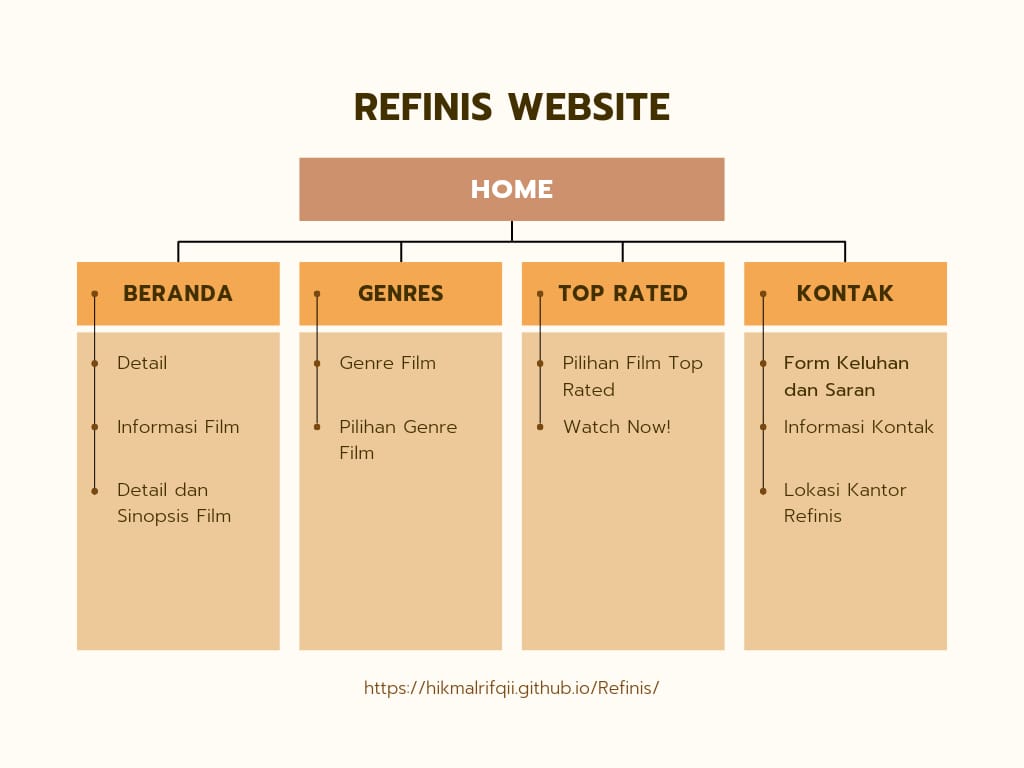 REFINIS WEBSITE
HOME
BERANDA
Detail
Informasi Film
Detail dan
Sinopsis Film
GENRES
Genre Film
Pilihan Genre
Film
TOP RATED
Pilihan Film Top
Rated
Watch Now!
KONTAK
Form Keluhan
dan Saran
Informasi Kontak
Lokasi Kantor
Refinis
https://hikmalrifqii.github.io/Refinis/